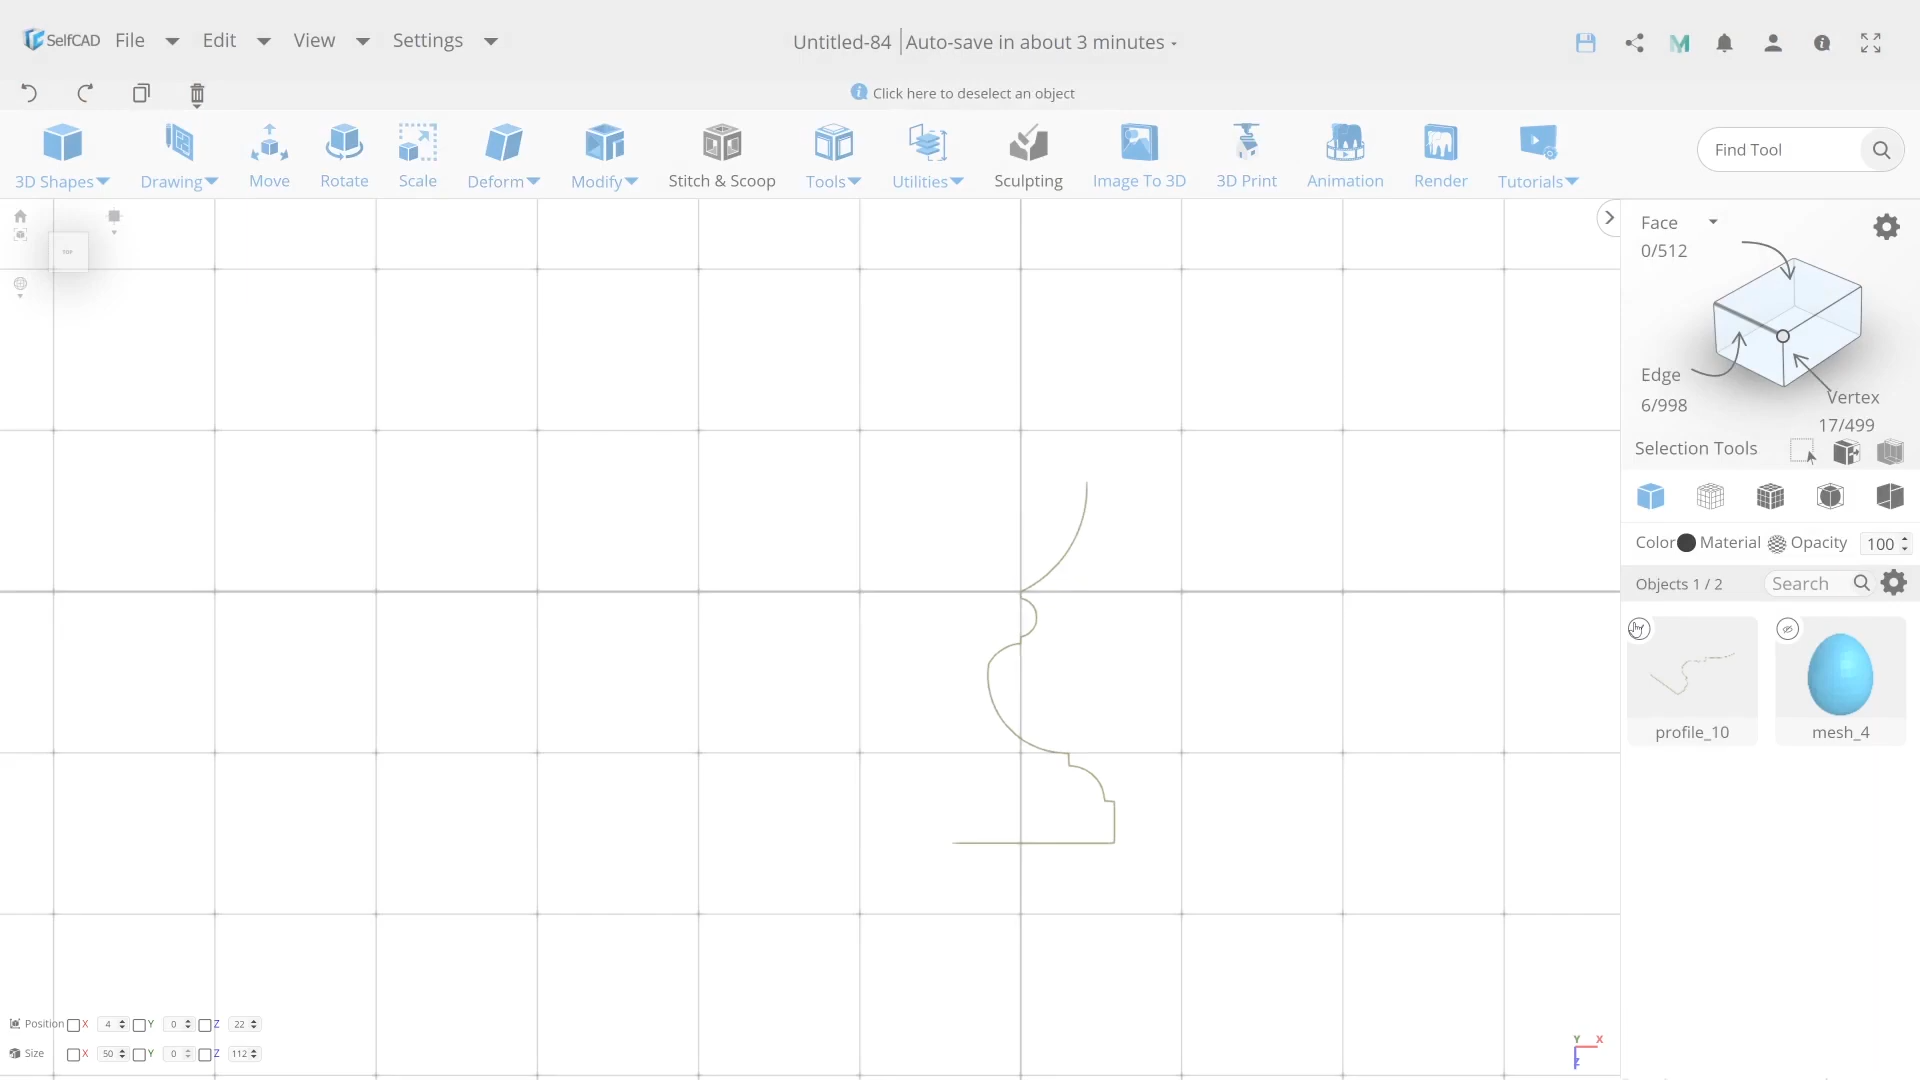 SelfCAD File Edit View Settings Untitled-84 Auto-save in about 3 minutes
Click here to deselect an object
3D Shapes Drawing Move Rotate Scale Deform Modify Stitch & Scoop Tools Utilities Sculpting Image To 3D 3D Print Animation Render Tutorials Find Tool
TOP
Face
0/512
Edge
6/998
Vertex
17/499
Selection Tools
Color Material Opacity 100
Objects 1 / 2 Search
profile_10 mesh_4
Position X 4 Y 0 Z 22
Size X 50 Y 0 Z 112
Y X
Z